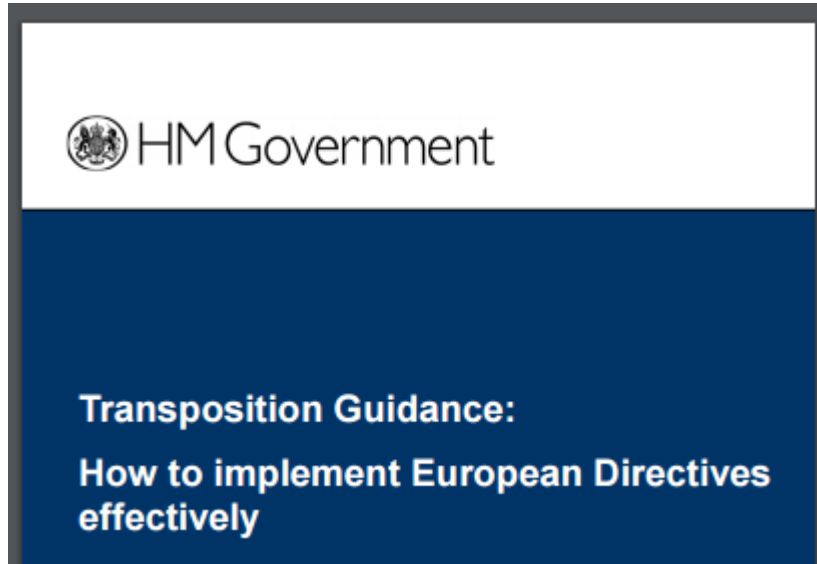 HM Government
Transposition Guidance:
How to implement European Directives
effectively